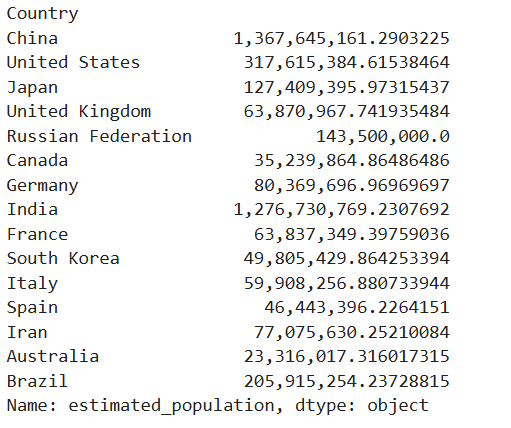 Country
China 1,367,645,161.2903225
United States 317,615,384.61538464
Japan 127,409,395.97315437
United Kingdom 63,870,967.741935484
Russian Federation 143,500,000.0
Canada 35,239,864.86486486
Germany 80,369,696.96969697
India 1,276,730,769.2307692
France 63,837,349.39759036
South Korea 49,805,429.864253394
Italy 59,908,256.880733944
Spain 46,443,396.2264151
Iran 77,075,630.25210084
Australia 23,316,017.316017315
Brazil 205,915,254.23728815
Name: estimated_population, dtype: object